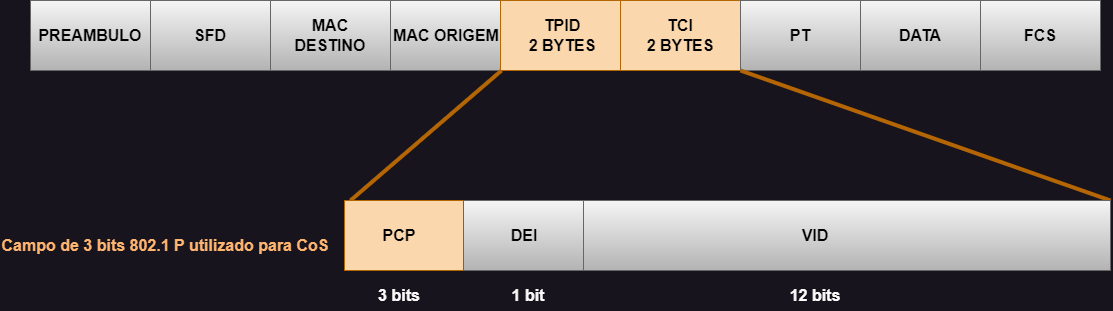 PREAMBULO
SFD
MAC
DESTINO
MAC ORIGEM
TPID
2 BYTES
TCI
2 BYTES
PT
DATA
FCS
Campo de 3 bits 802.1 P utilizado para CoS
PCP
DEI
VID
3 bits
1 bit
12 bits